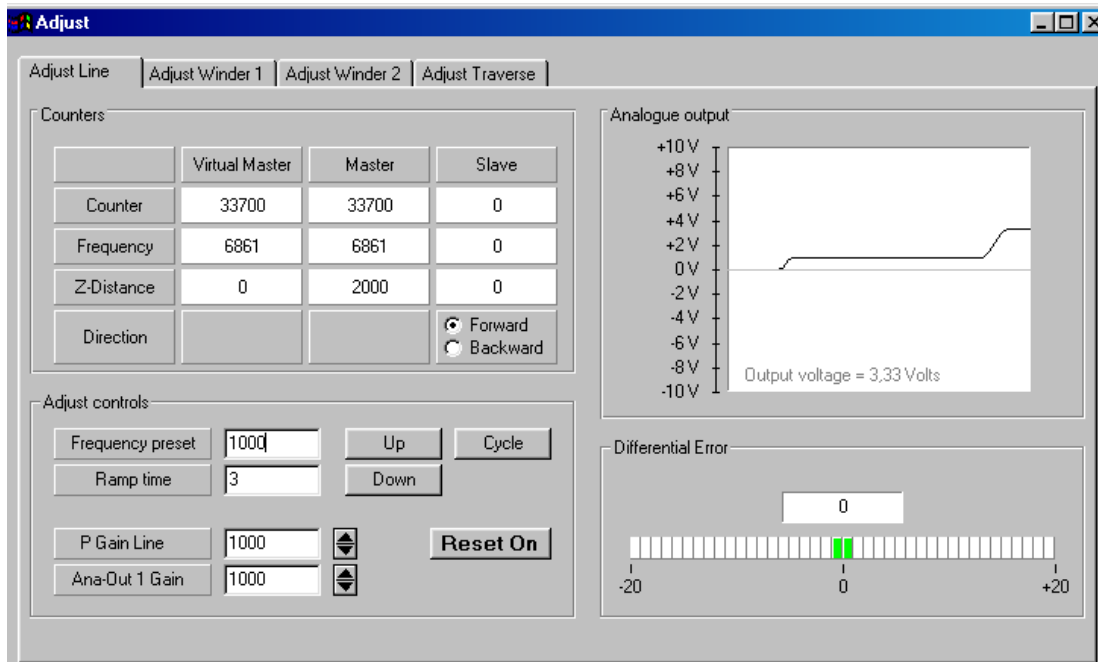 Adjust
Adjust Line Adjust Winder 1 Adjust Winder 2 Adjust Traverse
Counters
Virtual Master Master Slave
Counter 33700 33700 0
Frequency 6861 6861 0
Z-Distance 0 2000 0
Direction Forward
Backward
Adjust controls
Frequency preset 1000 Up Cycle
Ramp time 3 Down
P Gain Line 1000 Reset On
Ana-Out 1 Gain 1000
Analogue output
+10 V
+8 V
+6 V
+4 V
+2 V
0 V
-2 V
-4 V
-6 V
-8 V
-10 V
Output voltage = 3,33 Volts
Differential Error
0
-20 0 +20